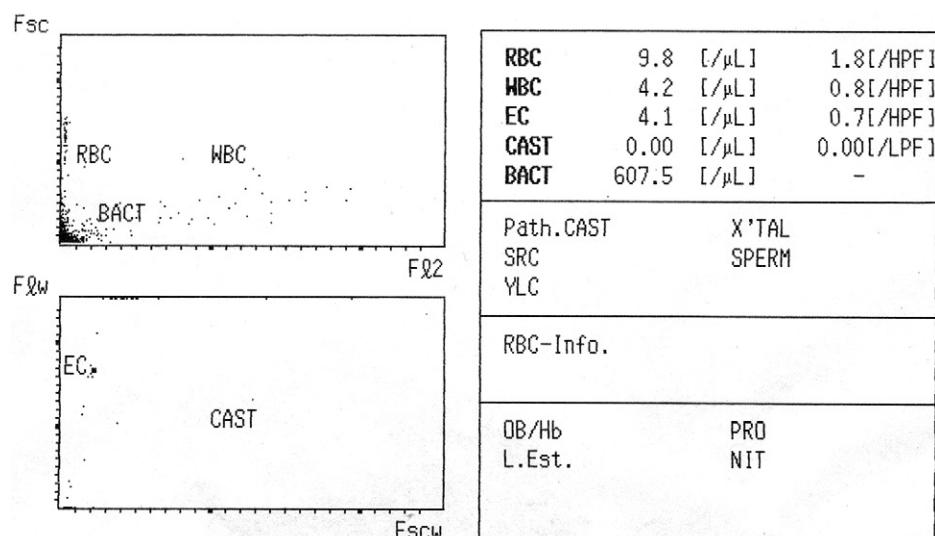 Fsc
RBC WBC
BACT
Fℓ2
Fℓw
EC
CAST
Fscw
RBC 9.8 [/μL] 1.8[/HPF]
WBC 4.2 [/μL] 0.8[/HPF]
EC 4.1 [/μL] 0.7[/HPF]
CAST 0.00 [/μL] 0.00[/LPF]
BACT 607.5 [/μL] -
Path.CAST X'TAL
SRC SPERM
YLC
RBC-Info.
OB/Hb PRO
L.Est. NIT